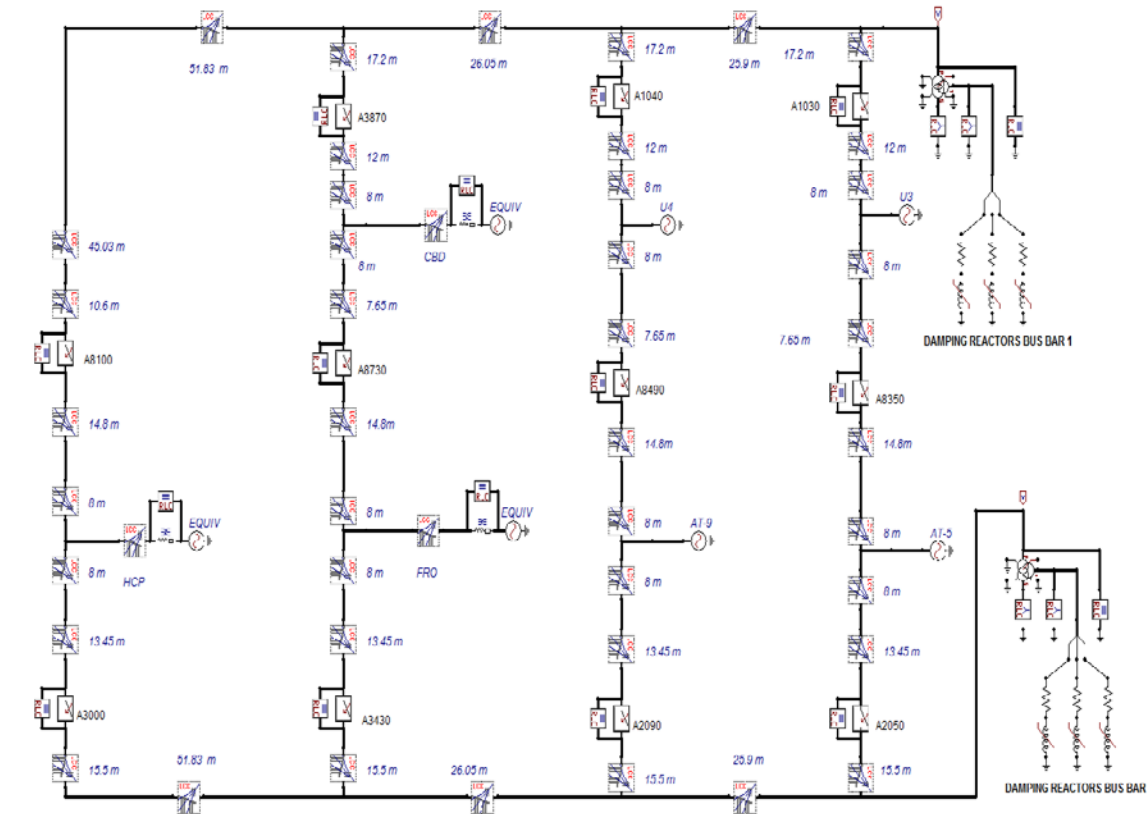 51.83 m
26.05 m
25.9 m
17.2 m
17.2 m
17.2 m
A3870
A1040
A1030
12 m
12 m
12 m
8 m
8 m
8 m
EQUIV
U4
U3
CBD
45.03 m
8 m
8 m
8 m
10.6 m
7.65 m
7.65 m
7.65 m
DAMPING REACTORS BUS BAR 1
A8100
A8730
A8490
A8350
14.8 m
14.8m
14.8m
14.8m
8 m
8 m
8 m
8 m
EQUIV
EQUIV
AT-9
AT-5
HCP
FRO
8 m
8 m
8 m
8 m
13.45 m
13.45 m
13.45 m
13.45 m
A3000
A3430
A2090
A2050
15.5 m
15.5 m
15.5 m
15.5 m
51.83 m
26.05 m
25.9 m
DAMPING REACTORS BUS BAR